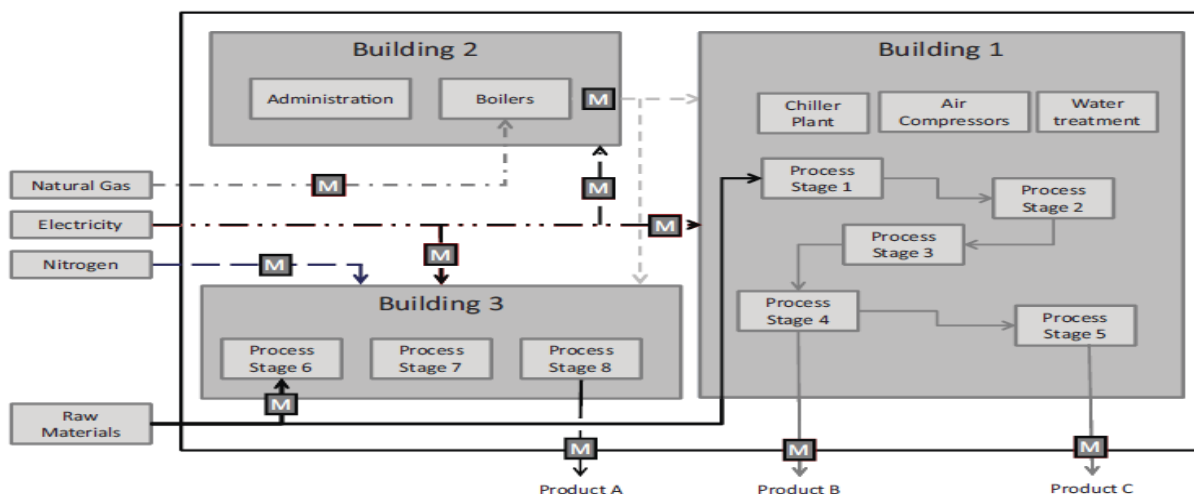 Building 2
Building 1
Administration
Boilers
M
Chiller
Plant
Air
Compressors
Water
treatment
Natural Gas
M
M
Process
Stage 1
Process
Stage 2
Electricity
M
M
Process
Stage 3
Nitrogen
M
Building 3
Process
Stage 4
Process
Stage 5
Process
Stage 6
Process
Stage 7
Process
Stage 8
M
Raw
Materials
M
M
M
Product A
Product B
Product C